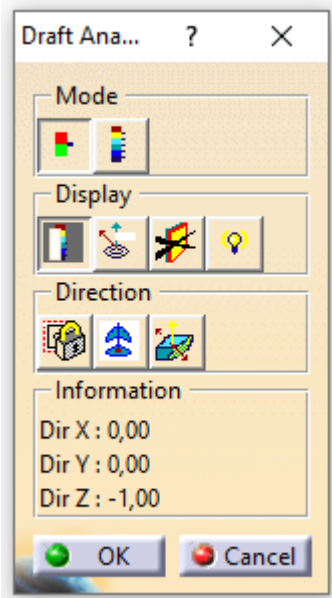 Draft Ana... ?
Mode
Display
Direction
Information
Dir X : 0,00
Dir Y : 0,00
Dir Z : -1,00
OK Cancel